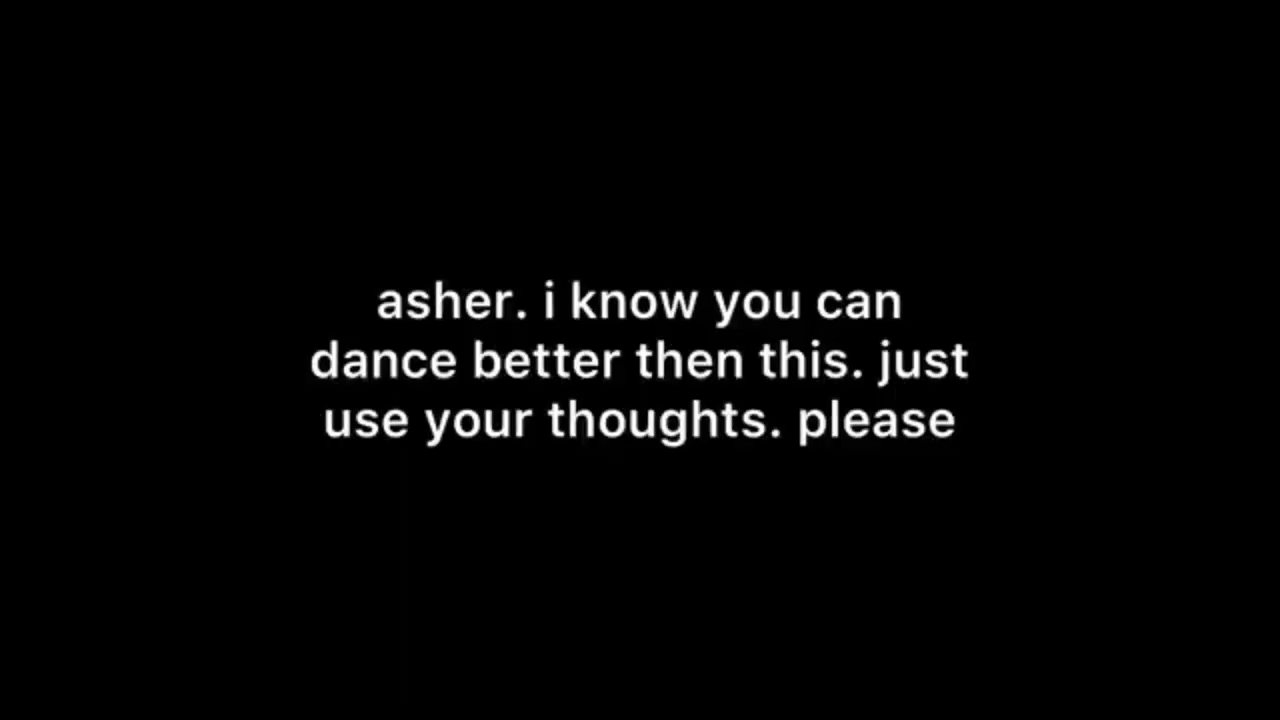 asher. i know you can
dance better then this. just
use your thoughts. please